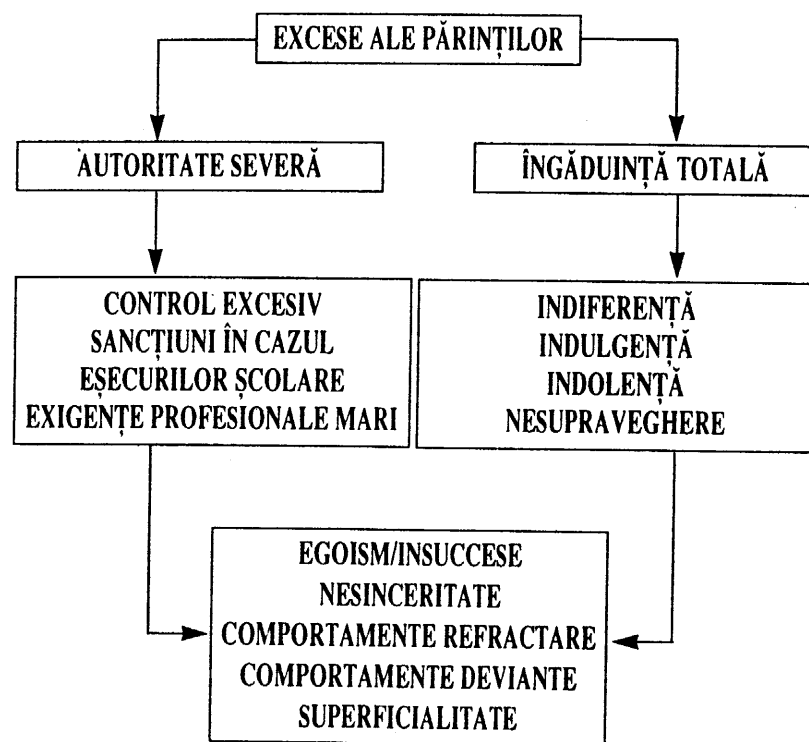 EXCESE ALE PĂRINȚILOR
AUTORITATE SEVERĂ
ÎNGĂDUINȚĂ TOTALĂ
CONTROL EXCESIV
SANCȚIUNI ÎN CAZUL
EȘECURILOR ȘCOLARE
EXIGENȚE PROFESIONALE MARI
INDIFERENȚĂ
INDULGENȚĂ
INDOLENȚĂ
NESUPRAVEGHERE
EGOISM/INSUCCESE
NESINCERITATE
COMPORTAMENTE REFRACTARE
COMPORTAMENTE DEVIANTE
SUPERFICIALITATE